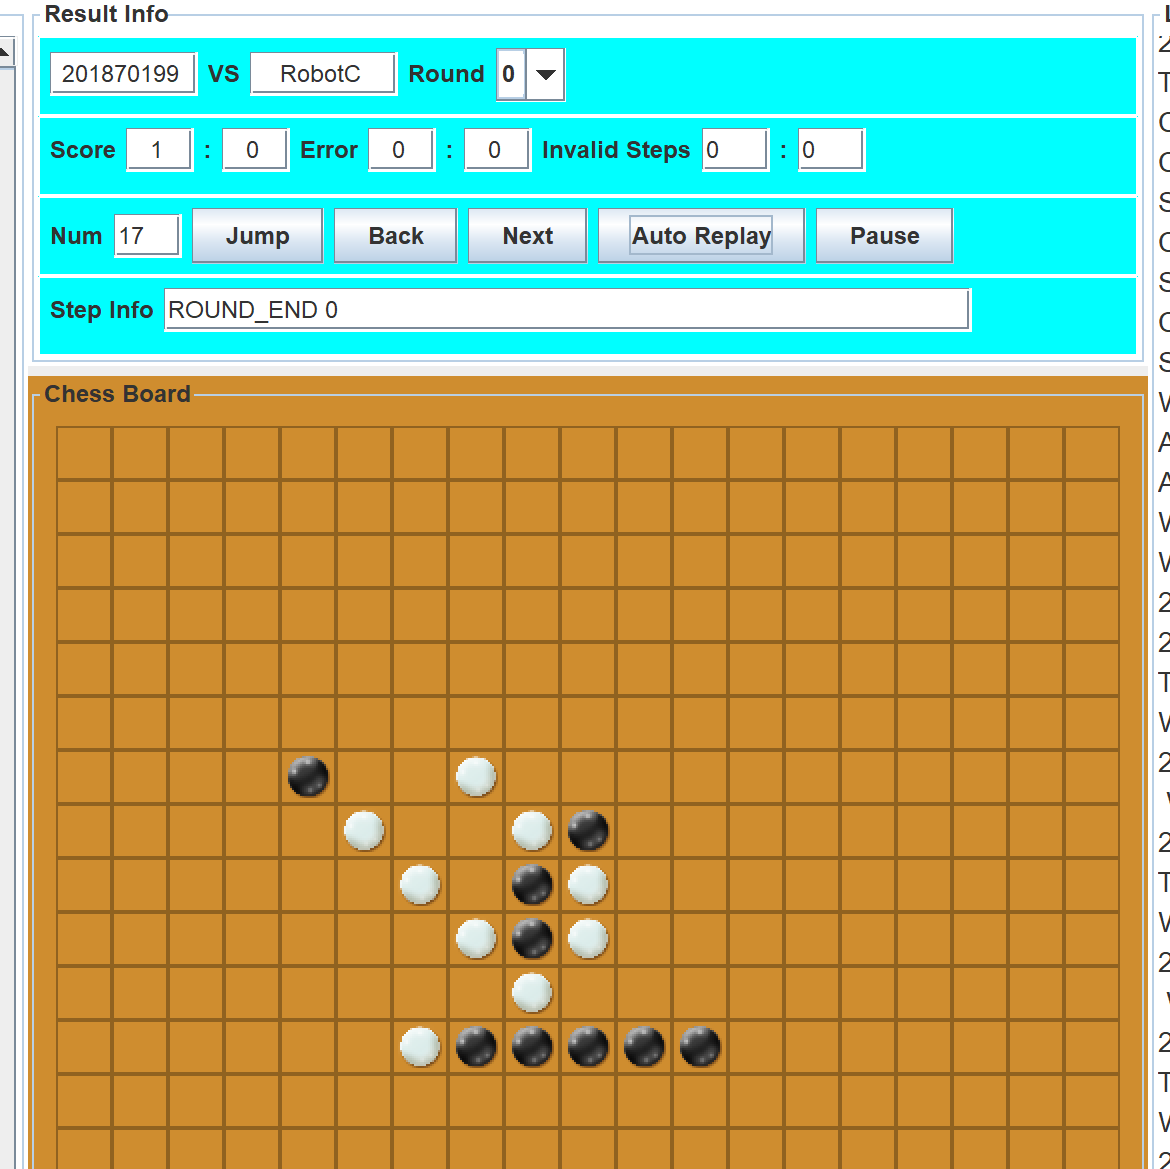 Result Info
201870199 VS RobotC Round 0
Score 1 : 0 Error 0 : 0 Invalid Steps 0 : 0
Num 17 Jump Back Next Auto Replay Pause
Step Info ROUND_END 0
Chess Board